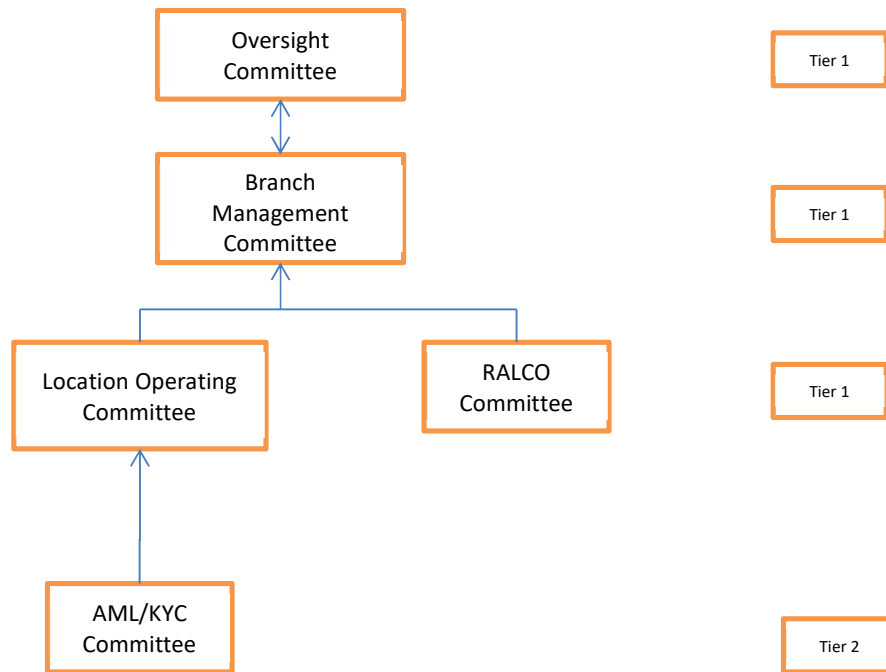 Oversight
Committee
Tier 1
Branch
Management
Committee
Tier 1
Location Operating
Committee
RALCO
Committee
Tier 1
AML/KYC
Committee
Tier 2